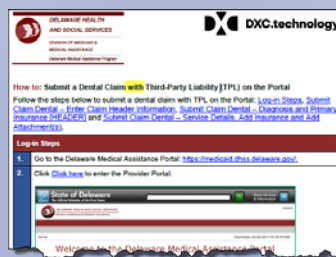 DELAWARE HEALTH
AND SOCIAL SERVICES
DIVISION OF MEDICAID &
MEDICAL ASSISTANCE
Delaware Medical Assistance Program
DXC.technology
How to: Submit a Dental Claim with Third-Party Liability (TPL) on the Portal
Follow the steps below to submit a dental claim with TPL on the Portal: Log-in Steps, Submit
Claim Dental – Enter Claim Header Information, Submit Claim Dental – Diagnosis and Primary
Insurance [HEADER] and Submit Claim Dental – Service Details, Add Insurance and Add
Attachment(s).
Log-in Steps
1. Go to the Delaware Medical Assistance Portal: https://medicaid.dhss.delaware.gov/.
2. Click Click here to enter the Provider Portal.
State of Delaware
Welcome to the Delaware Medical Assistance Portal